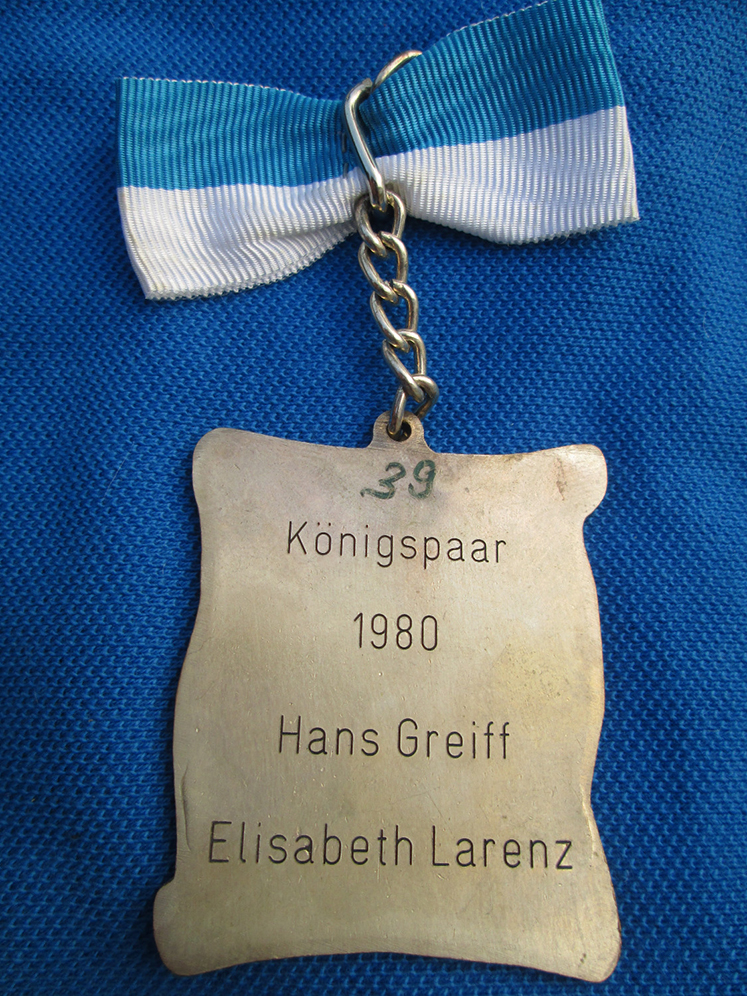 39
Königspaar
1980
Hans Greiff
Elisabeth Larenz